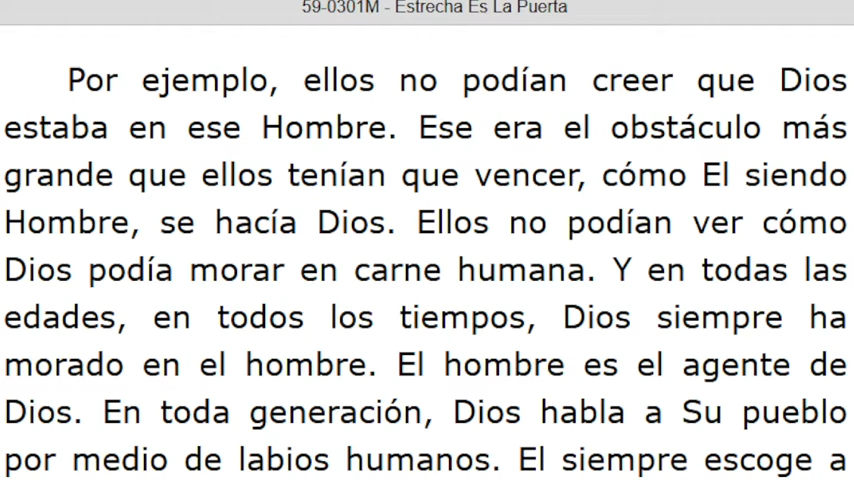 59-0301M - Estrecha Es La Puerta
Por ejemplo, ellos no podían creer que Dios
estaba en ese Hombre. Ese era el obstáculo más
grande que ellos tenían que vencer, cómo El siendo
Hombre, se hacía Dios. Ellos no podían ver cómo
Dios podía morar en carne humana. Y en todas las
edades, en todos los tiempos, Dios siempre ha
morado en el hombre. El hombre es el agente de
Dios. En toda generación, Dios habla a Su pueblo
por medio de labios humanos. El siempre escoge a